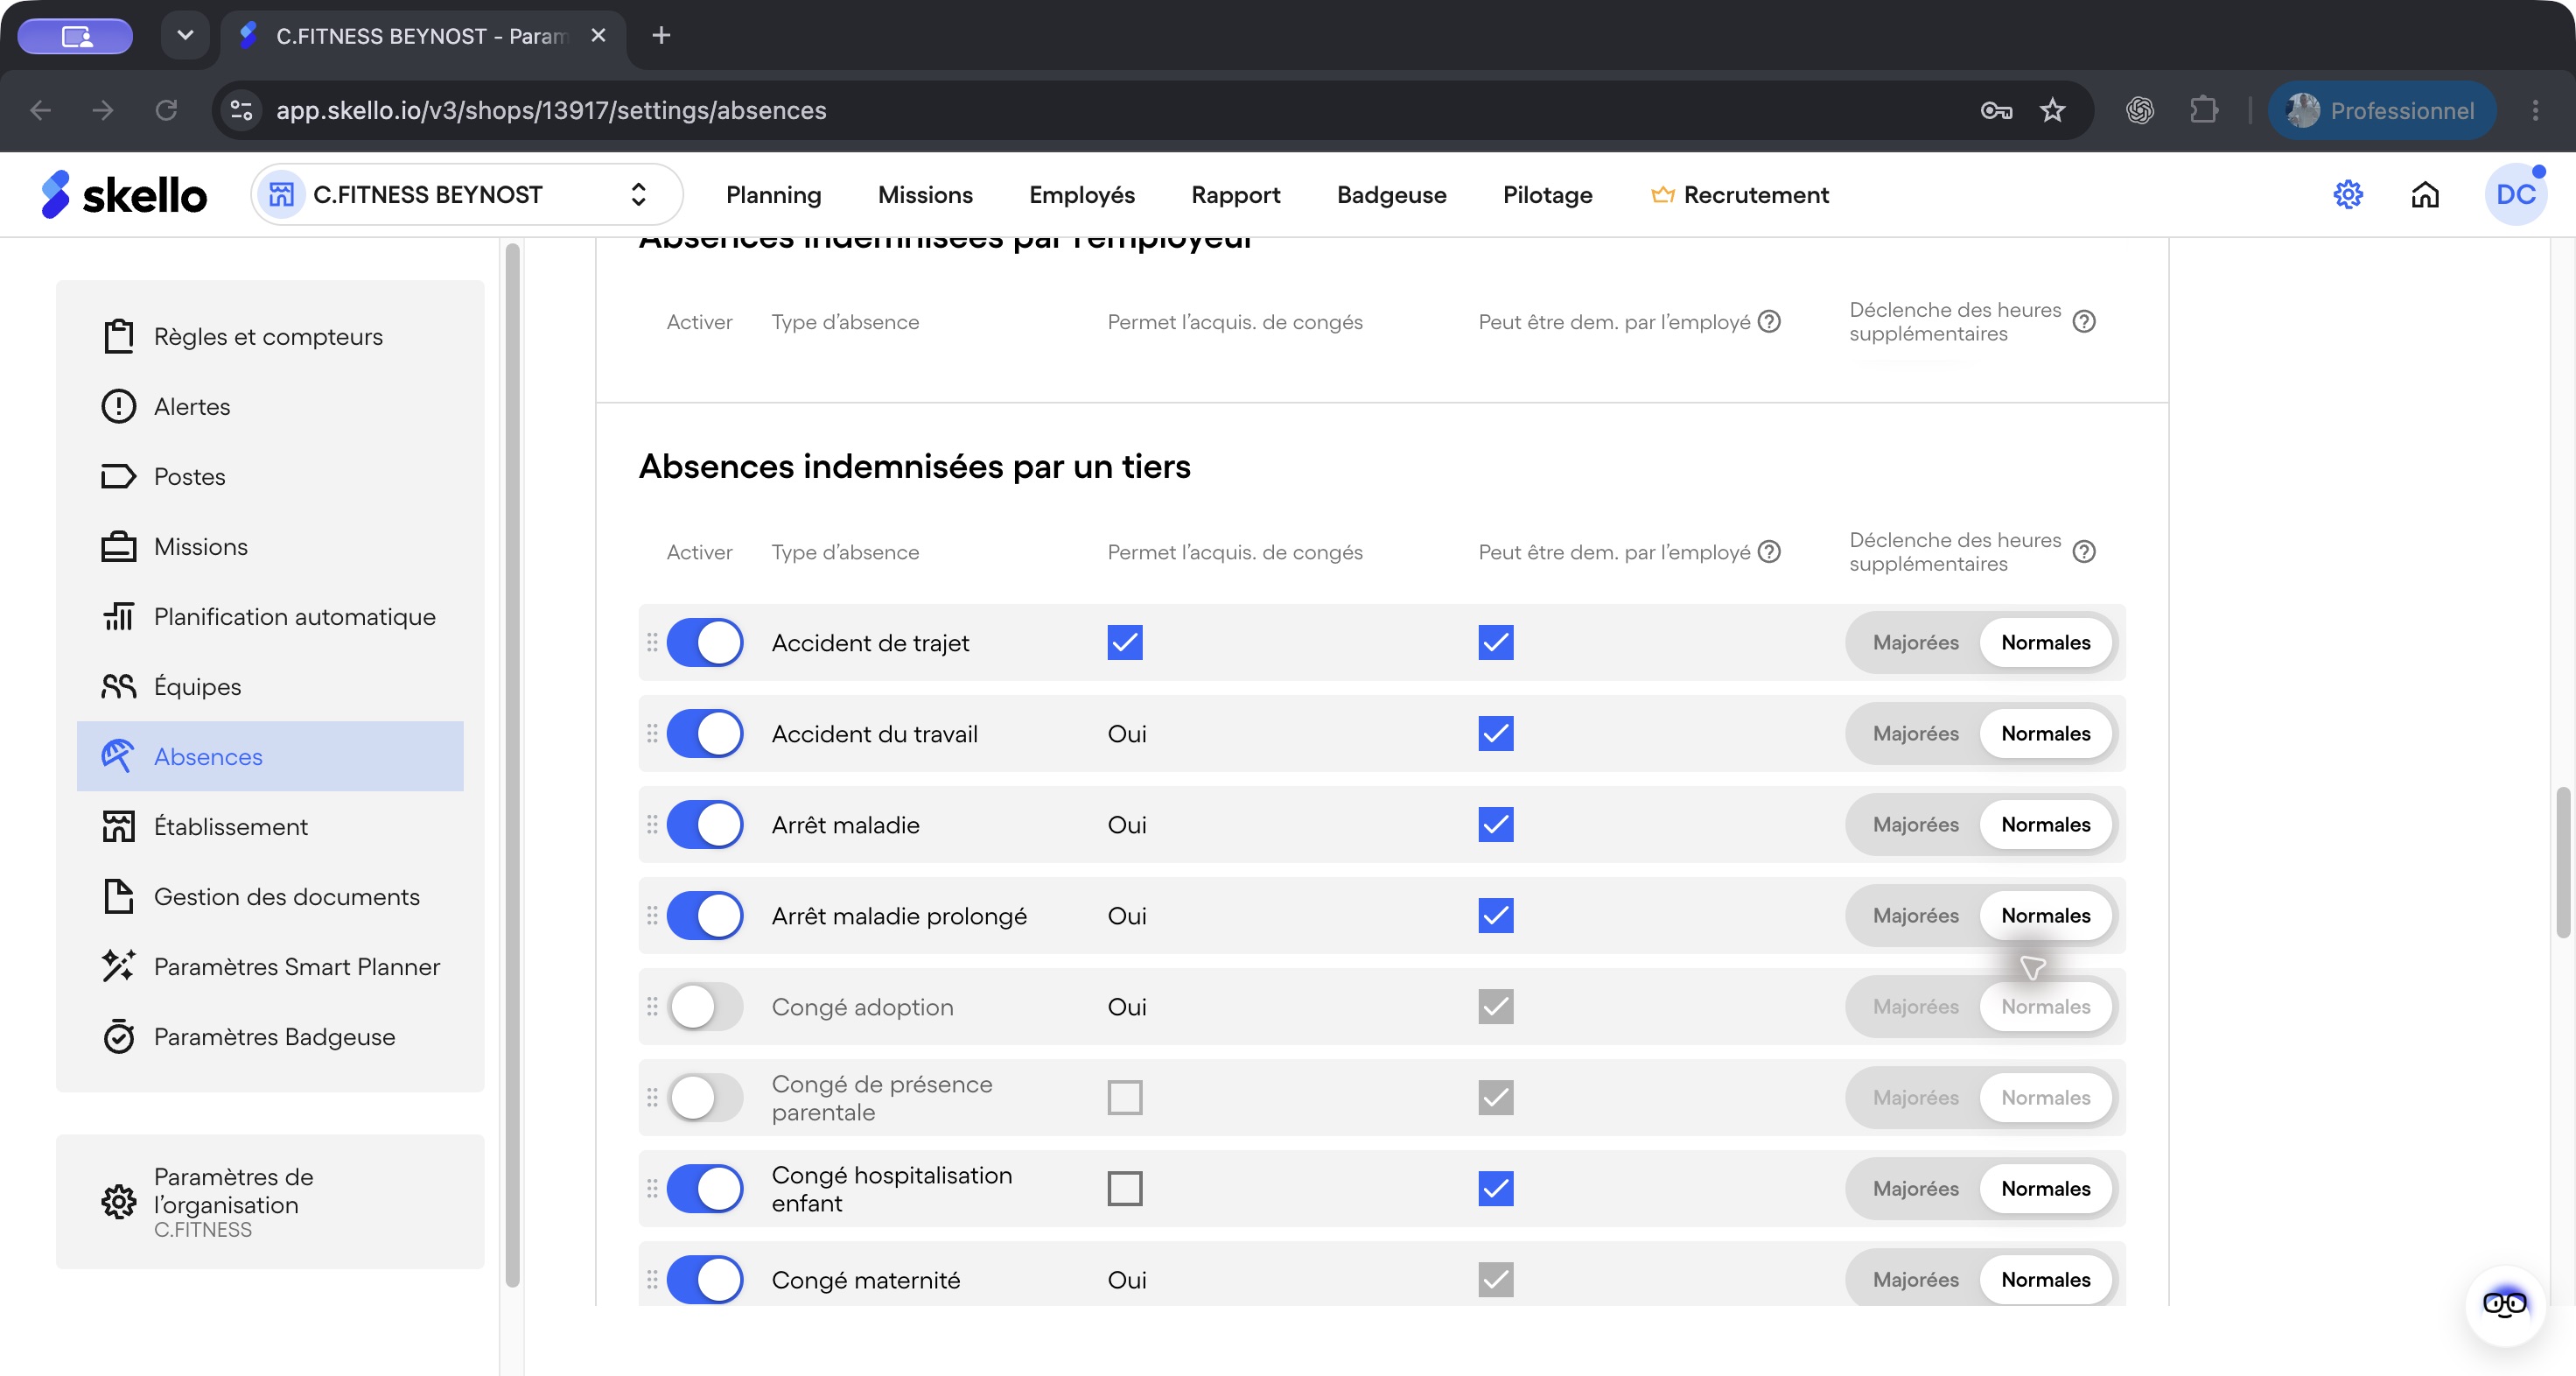 C.FITNESS BEYNOST - Param
app.skello.io/v3/shops/13917/settings/absences
Professionnel
skello
C.FITNESS BEYNOST
Planning
Missions
Employés
Rapport
Badgeuse
Pilotage
Recrutement
DC
Règles et compteurs
Alertes
Postes
Missions
Planification automatique
Équipes
Absences
Établissement
Gestion des documents
Paramètres Smart Planner
Paramètres Badgeuse
Paramètres de
l'organisation
C.FITNESS
Absences indemnisées par l'employeur
Activer
Type d'absence
Permet l'acquis. de congés
Peut être dem. par l'employé ?
Déclenche des heures
supplémentaires ?
Absences indemnisées par un tiers
Activer
Type d'absence
Permet l'acquis. de congés
Peut être dem. par l'employé ?
Déclenche des heures
supplémentaires ?
Accident de trajet
Majorées Normales
Accident du travail
Oui
Majorées Normales
Arrêt maladie
Oui
Majorées Normales
Arrêt maladie prolongé
Oui
Majorées Normales
Congé adoption
Oui
Majorées Normales
Congé de présence
parentale
Majorées Normales
Congé hospitalisation
enfant
Majorées Normales
Congé maternité
Oui
Majorées Normales